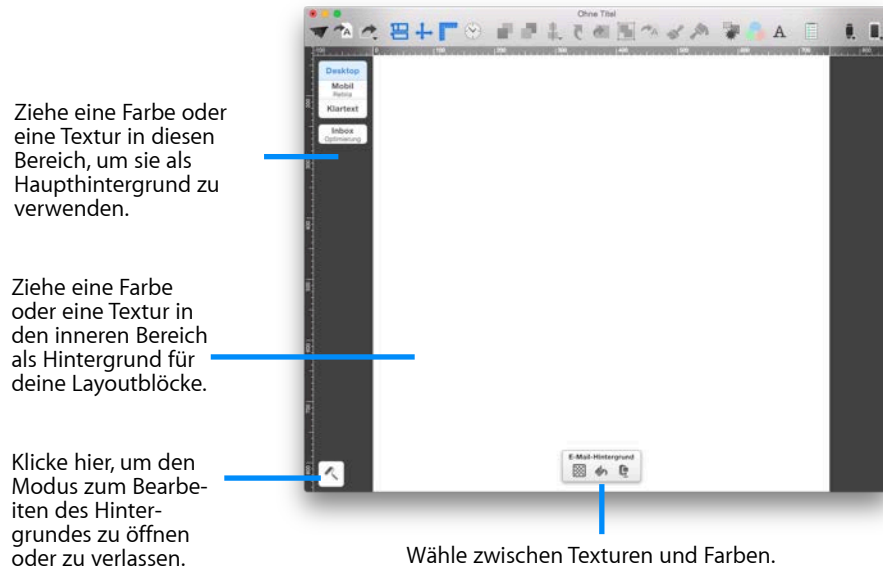 Ohne Titel
Desktop
Mobil
Retina
Klartext
Inbox
Optimierung
Ziehe eine Farbe oder
eine Textur in diesen
Bereich, um sie als
Haupthintergrund zu
verwenden.
Ziehe eine Farbe
oder eine Textur in
den inneren Bereich
als Hintergrund für
deine Layoutblöcke.
Klicke hier, um den
Modus zum Bearbe-
iten des Hinter-
grundes zu öffnen
oder zu verlassen.
E-Mail-Hintergrund
Wähle zwischen Texturen und Farben.